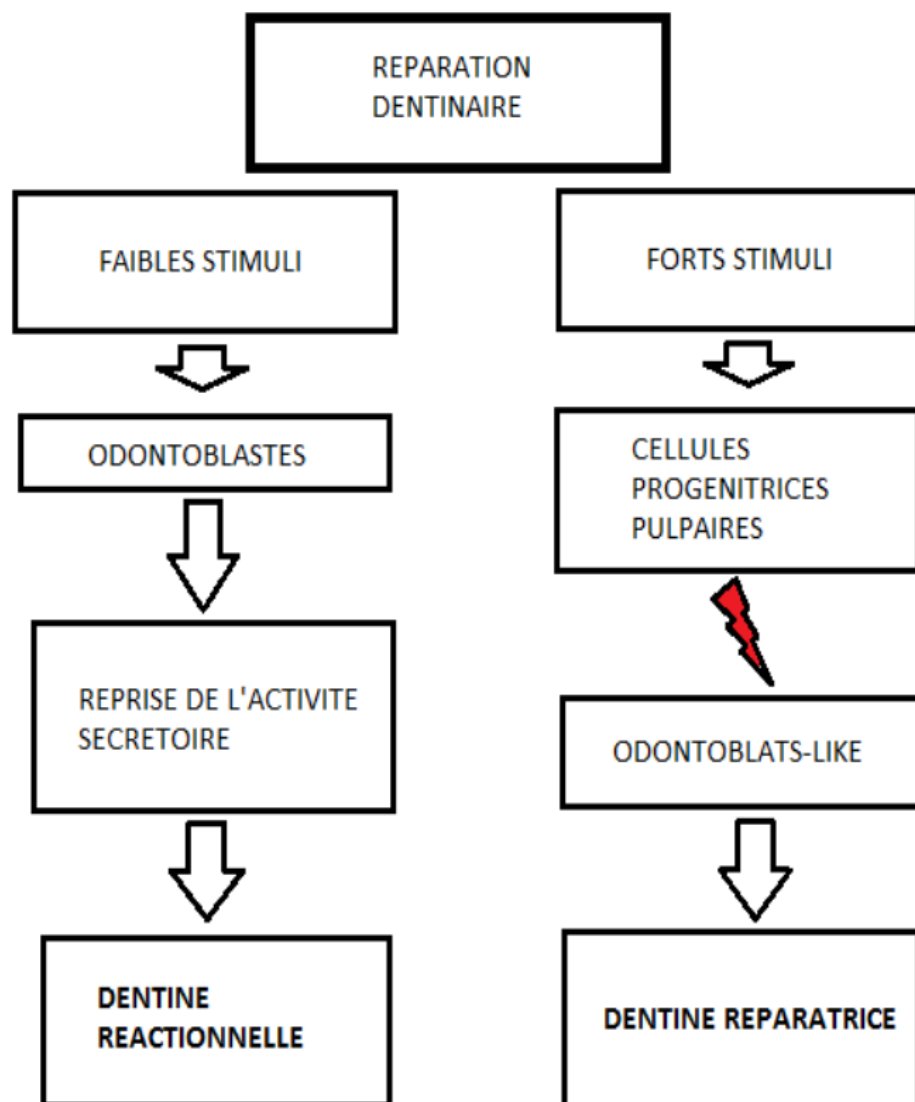 REPARATION
DENTINAIRE
FAIBLES STIMULI
FORTS STIMULI
ODONTOBLASTES
CELLULES
PROGENITRICES
PULPAIRES
REPRISE DE L'ACTIVITE
SECRETOIRE
ODONTOBLATS-LIKE
DENTINE
REACTIONNELLE
DENTINE REPARATRICE